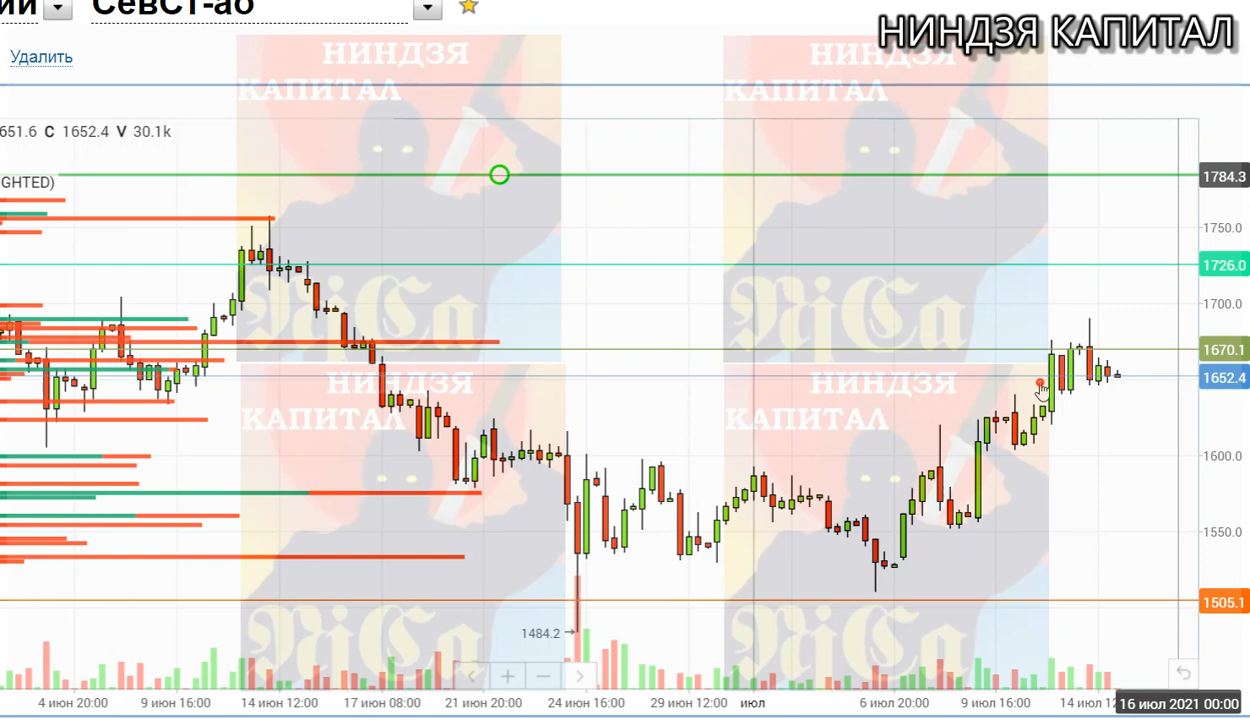 СевСт-ао
НИНДЗЯ КАПИТАЛ
Удалить
НИНДЗЯ
КАПИТАЛ
НИНДЗЯ
КАПИТАЛ
651.6 C 1652.4 V 30.1k
GHTED)
1784.3
1750.0
1726.0
NiCa
NiCa
1700.0
1670.1
1652.4
НИНДЗЯ
КАПИТАЛ
НИНДЗЯ
КАПИТАЛ
1600.0
1550.0
1505.1
NiCa
NiCa
1484.2
4 июн 20:00
9 июн 16:00
14 июн 12:00
17 июн 08:00
21 июн 20:00
24 июн 16:00
29 июн 12:00
июл
6 июл 20:00
9 июл 16:00
14 июл 12
16 июл 2021 00:00